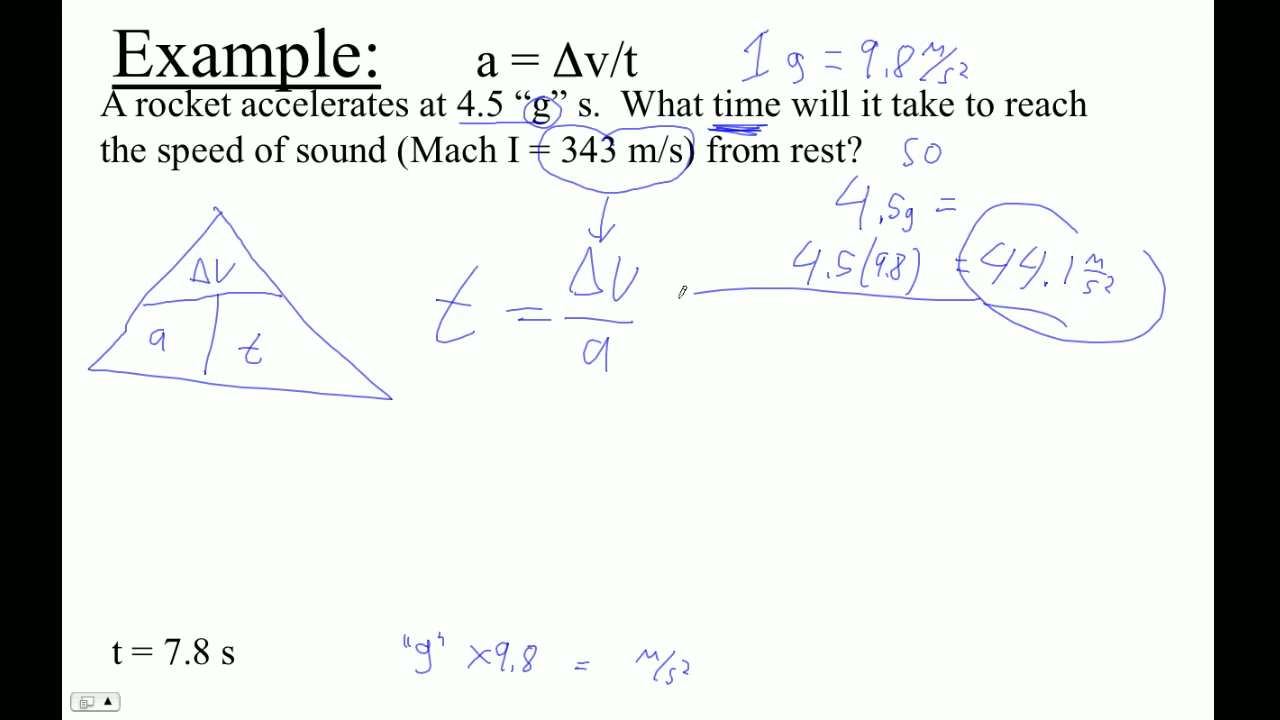 Example: a = Δv/t 1 g = 9.8 m/s²
A rocket accelerates at 4.5 “g” s. What time will it take to reach
the speed of sound (Mach I = 343 m/s) from rest? so
4.5g =
4.5(9.8) = 44.1 m/s²
ΔV
a t
t = ΔV/a
t = 7.8 s "g" ×9.8 = m/s²